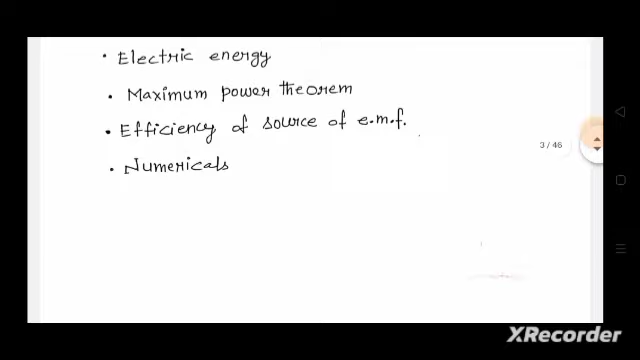 • Electric energy
• Maximum power theorem
• Efficiency of source of e.m.f.
3 / 46
• Numericals
XRecorder